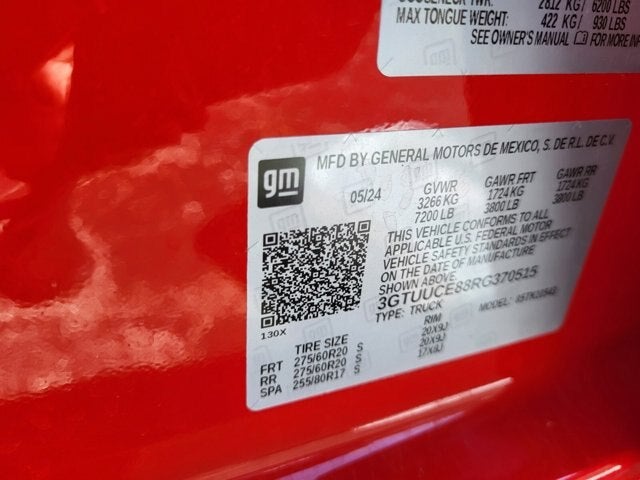 2812 KG/ 6200 LBS
MAX TONGUE WEIGHT: 422 KG/ 930 LBS
SEE OWNER'S MANUAL FOR MORE
gm
MFD BY GENERAL MOTORS DE MEXICO, S. DE R.L. DE C.V.
05/24 GVWR GAWR FRT GAWR RR
3266 KG 1724 KG 1724 KG
7200 LB 3800 LB 3800 LB
THIS VEHICLE CONFORMS TO ALL
APPLICABLE U.S. FEDERAL MOTOR
VEHICLE SAFETY STANDARDS IN EFFECT
ON THE DATE OF MANUFACTURE
SHOWN ABOVE.
3GTUUCE88RG370515
TYPE: TRUCK MODEL:
130X
TIRE SIZE RIM
FRT 275/60R20 S 20X9J
RR 275/60R20 S 20X9J
SPA 255/80R17 S 17X8J